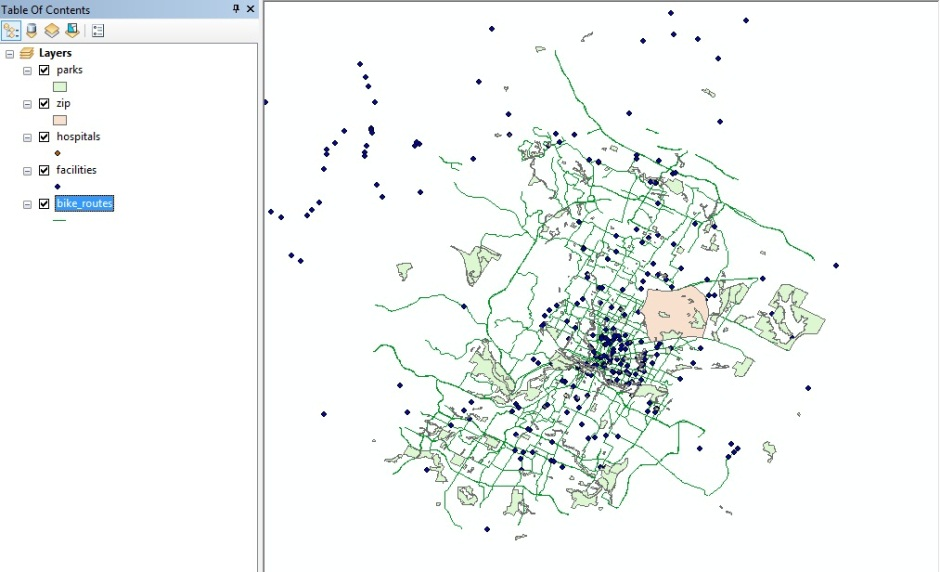 Table Of Contents
Layers
parks
zip
hospitals
facilities
bike_routes